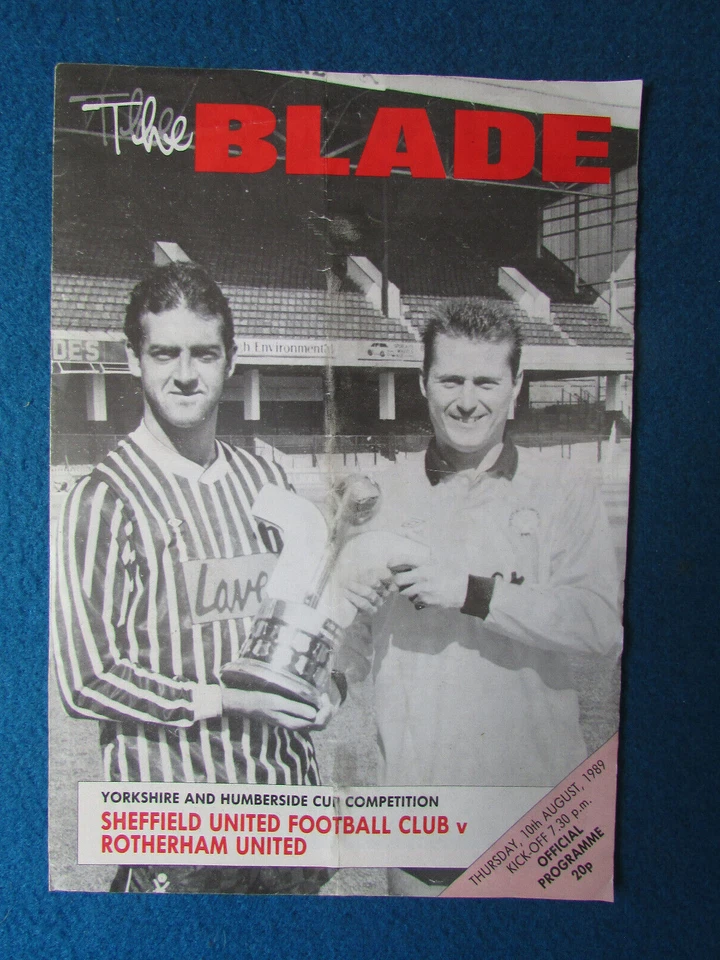 The BLADE
DES
h Environmental
Lave
YORKSHIRE AND HUMBERSIDE CUP COMPETITION
SHEFFIELD UNITED FOOTBALL CLUB v
ROTHERHAM UNITED
THURSDAY, 10th AUGUST, 1989
KICK-OFF 7.30 p.m.
OFFICIAL
PROGRAMME
20p